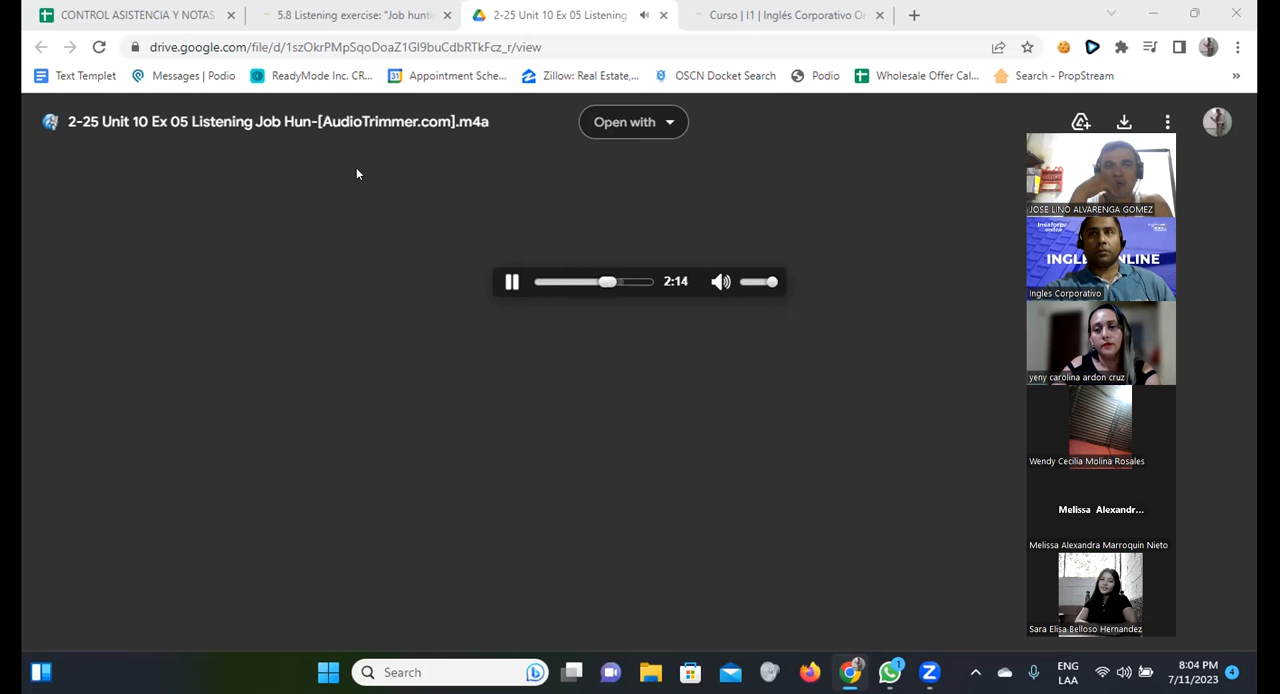 CONTROL ASISTENCIA Y NOTAS
5.8 Listening exercise: "Job hunti
2-25 Unit 10 Ex 05 Listening
Curso | I1 | Inglés Corporativo On
drive.google.com/file/d/1szOkrPMpSqoDoaZ1Gl9buCdbRTkFcz_r/view
Text Templet
Messages | Podio
ReadyMode Inc. CR...
Appointment Sche...
Zillow: Real Estate,...
OSCN Docket Search
Podio
Wholesale Offer Cal...
Search - PropStream
2-25 Unit 10 Ex 05 Listening Job Hun-[AudioTrimmer.com].m4a
Open with
JOSE LINO ALVARENGA GOMEZ
2:14
INGL ONLINE
Ingles Corporativo
yeny carolina ardon cruz
Wendy Cecilia Molina Rosales
Melissa Alexandr...
Melissa Alexandra Marroquin Nieto
Sara Elisa Belloso Hernandez
Search
1
ENG
LAA
8:04 PM
7/11/2023
4